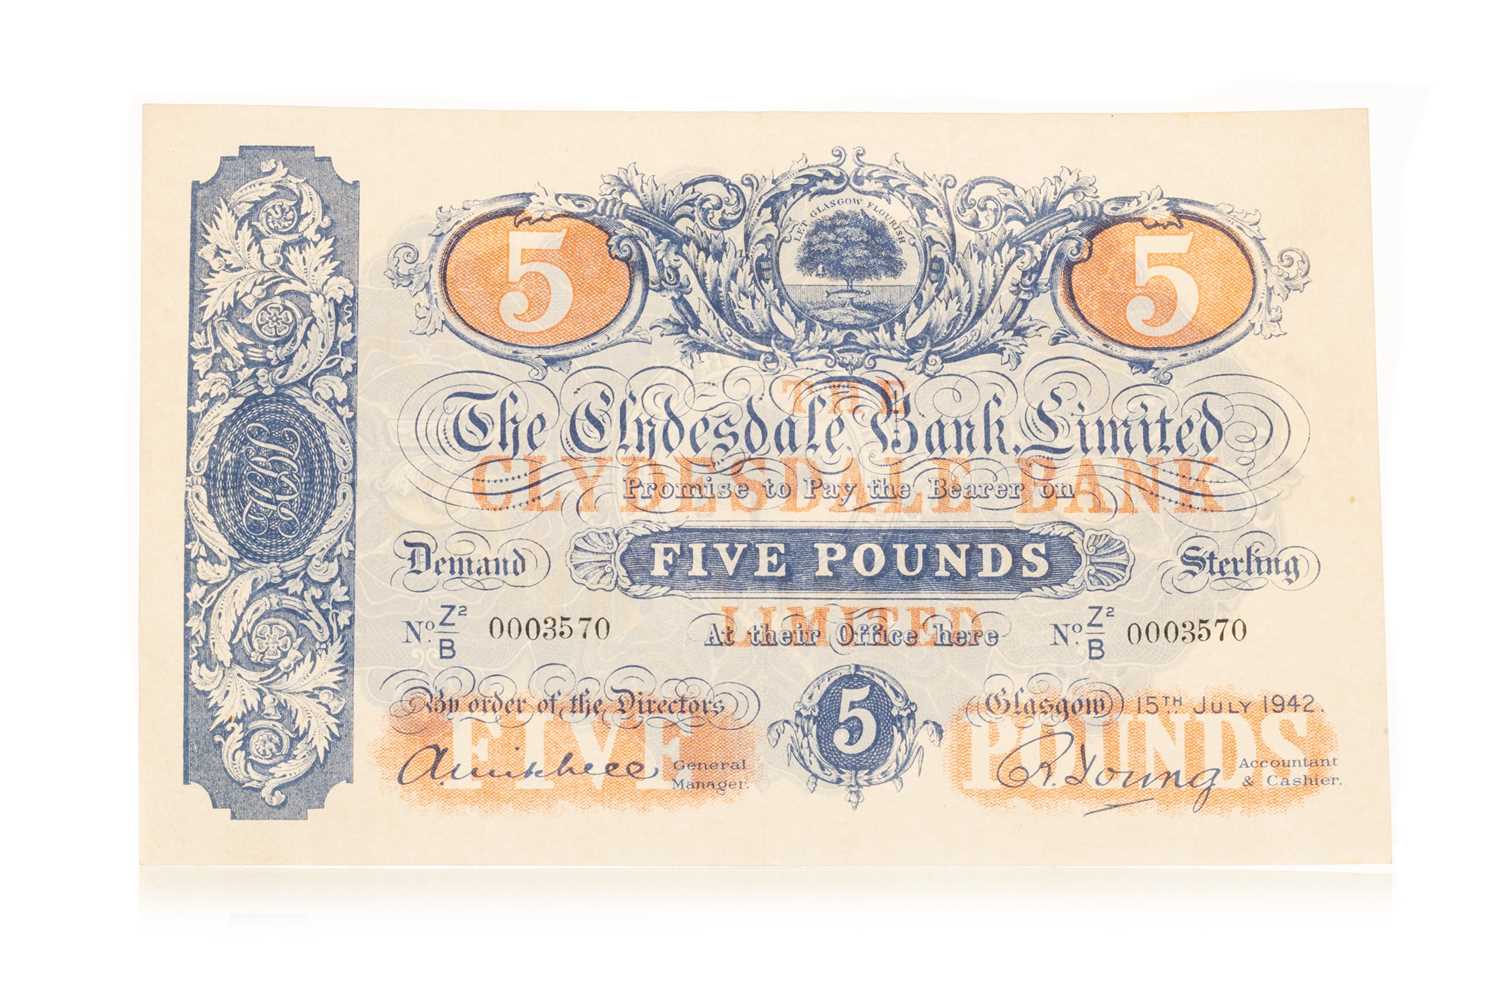 5
LET GLASGOW FLOURISH
5
THE
The Clydesdale Bank, Limited
CLYDESDALE BANK
Promise to Pay the Bearer on
Demand FIVE POUNDS Sterling
LIMITED
No. Z²/B 0003570 At their Office here No. Z²/B 0003570
By order of the Directors 5 Glasgow 15TH JULY 1942.
FIVE POUNDS
General Manager.
R. Young Accountant & Cashier.